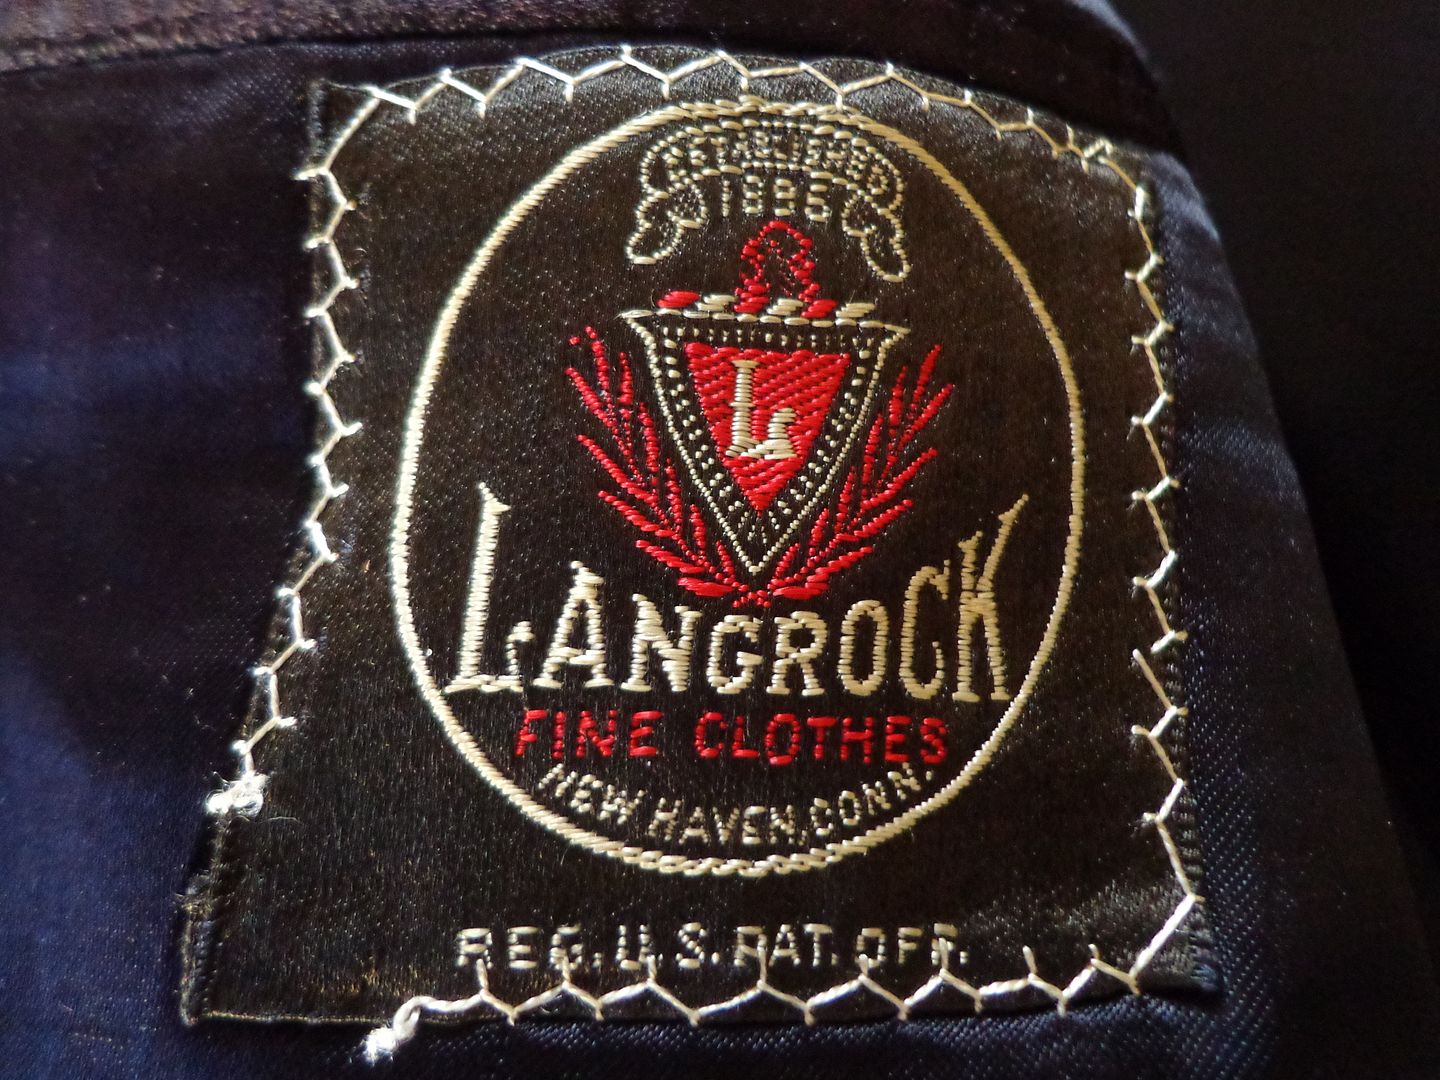 ESTABLISHED
1896
L
LANGROCK
FINE CLOTHES
NEW HAVEN, CONN.
REG. U.S. PAT. OFF.